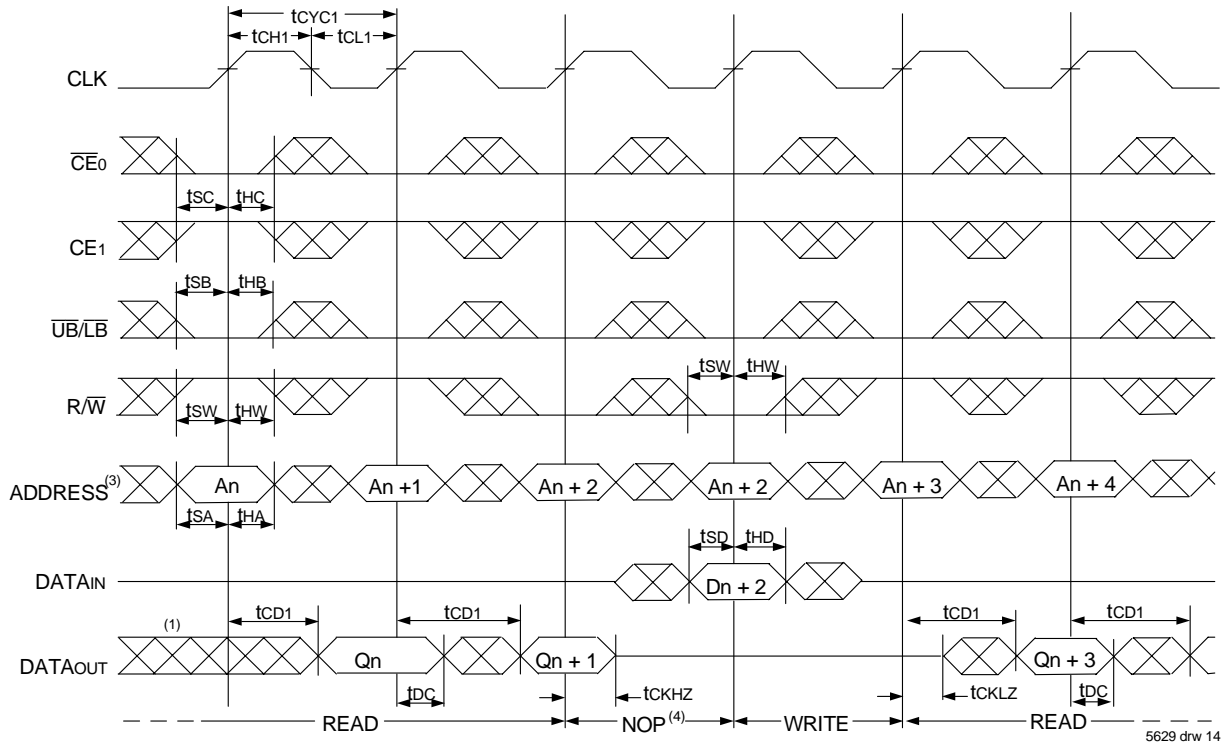 tCYC1
tCH1 tCL1
CLK
CE0
tSC tHC
CE1
tSB tHB
UB/LB
tSW tHW
R/W
tSW tHW
ADDRESS(3) An An +1 An + 2 An + 2 An + 3 An + 4
tSA tHA
tSD tHD
DATAIN Dn + 2
(1) tCD1 tCD1 tCD1 tCD1
DATAOUT Qn Qn + 1 Qn + 3
tDC tCKHZ tCKLZ tDC
READ NOP(4) WRITE READ
5629 drw 14